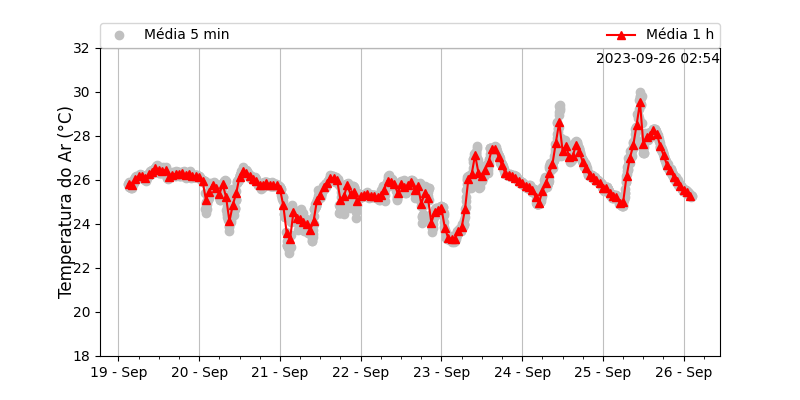 Média 5 min
Média 1 h
2023-09-26 02:54
Temperatura do Ar (°C)
32
30
28
26
24
22
20
18
19 - Sep
20 - Sep
21 - Sep
22 - Sep
23 - Sep
24 - Sep
25 - Sep
26 - Sep